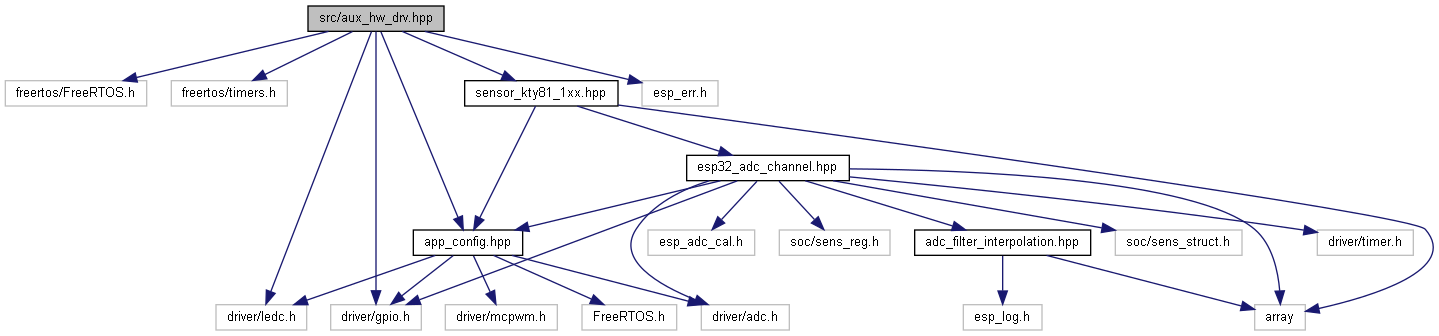 src/aux_hw_drv.hpp
freertos/FreeRTOS.h
freertos/timers.h
sensor_kty81_1xx.hpp
esp_err.h
esp32_adc_channel.hpp
app_config.hpp
esp_adc_cal.h
soc/sens_reg.h
adc_filter_interpolation.hpp
soc/sens_struct.h
driver/timer.h
driver/ledc.h
driver/gpio.h
driver/mcpwm.h
FreeRTOS.h
driver/adc.h
esp_log.h
array